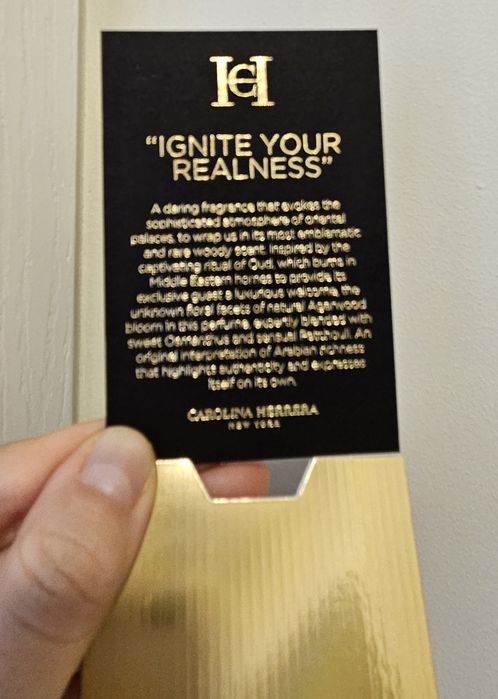 CH
“IGNITE YOUR
REALNESS”
A daring fragrance that evokes the
sophisticated atmosphere of oriental
palaces, to wrap us in its most emblematic
and rare woody scent. Inspired by the
captivating ritual of Oud, which burns in
Middle Eastern homes to provide its
exclusive guest a luxurious welcome, the
unknown floral facets of natural Agarwood
bloom in this perfume, expertly blended with
sweet Osmanthus and sensual Patchouli. An
original interpretation of Arabian richness
that highlights authenticity and expresses
itself on its own.
CAROLINA HERRERA
NEW YORK